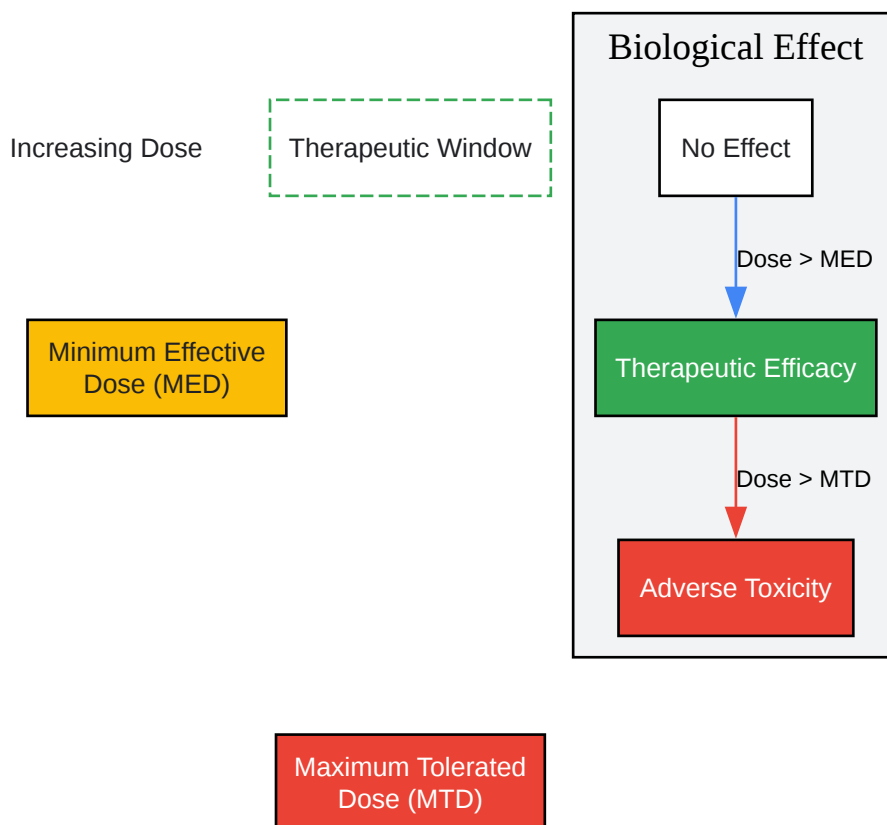 Biological Effect
Increasing Dose
Therapeutic Window
No Effect
Dose > MED
Minimum Effective
Dose (MED)
Therapeutic Efficacy
Dose > MTD
Adverse Toxicity
Maximum Tolerated
Dose (MTD)